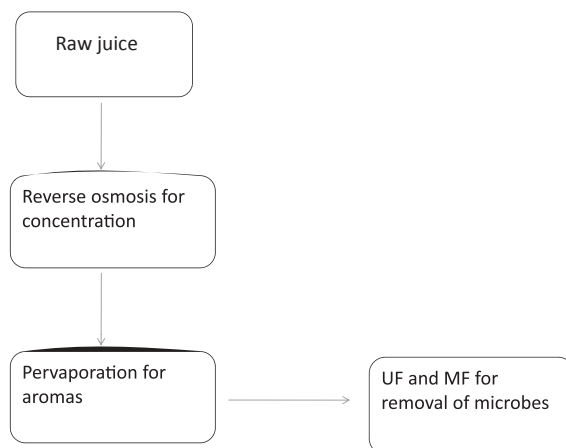 Raw juice
Reverse osmosis for
concentration
Pervaporation for
aromas
UF and MF for
removal of microbes